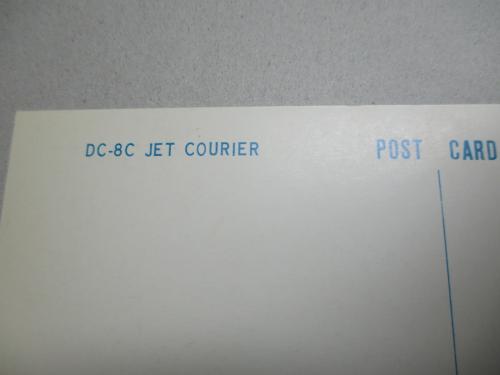 DC-8C JET COURIER
POST CARD